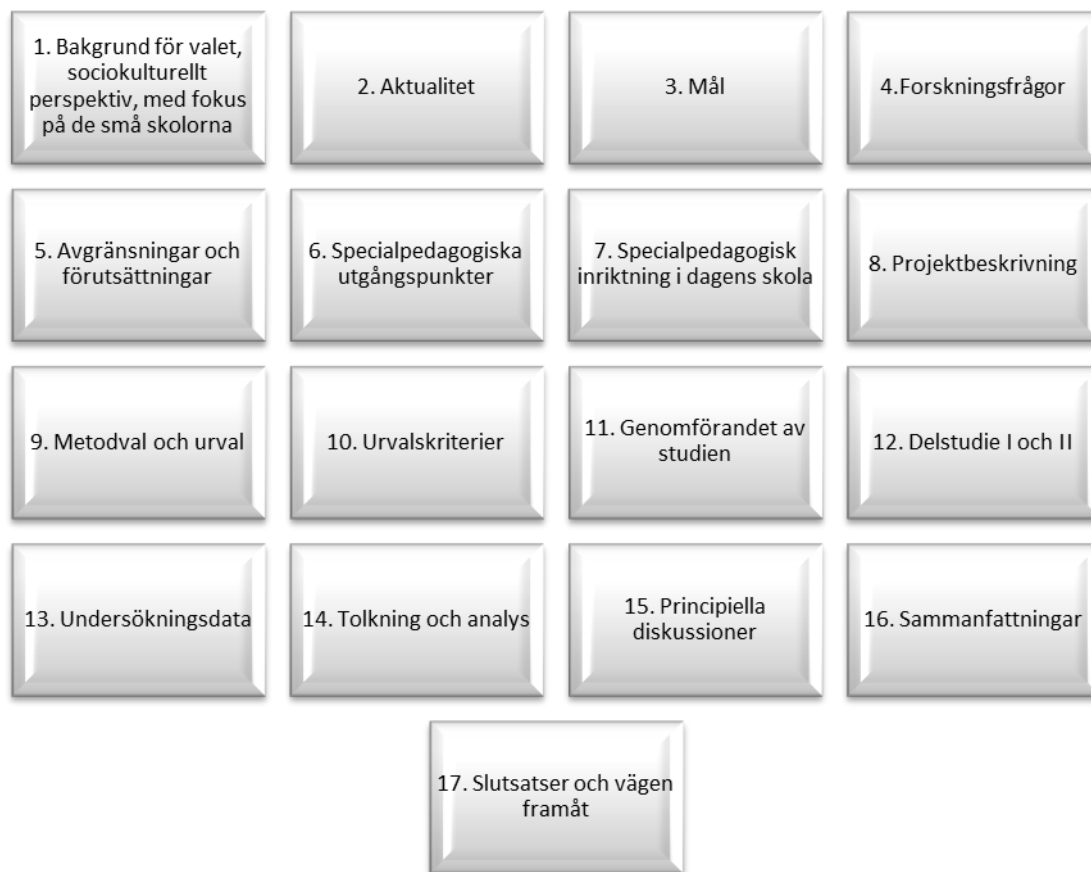 1. Bakgrund för valet,
sociokulturellt
perspektiv, med fokus
på de små skolorna
2. Aktualitet
3. Mål
4.Forskningsfrågor
5. Avgränsningar och
förutsättningar
6. Specialpedagogiska
utgångspunkter
7. Specialpedagogisk
inriktning i dagens skola
8. Projektbeskrivning
9. Metodval och urval
10. Urvalskriterier
11. Genomförandet av
studien
12. Delstudie I och II
13. Undersökningsdata
14. Tolkning och analys
15. Principiella
diskussioner
16. Sammanfattningar
17. Slutsatser och vägen
framåt